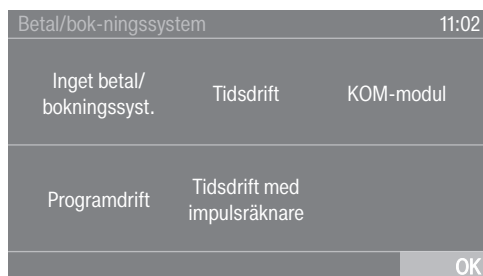 Betal/bok-ningssystem 11:02
Inget betal/
bokningssyst.
Tidsdrift
KOM-modul
Programdrift
Tidsdrift med
impulsräknare
OK